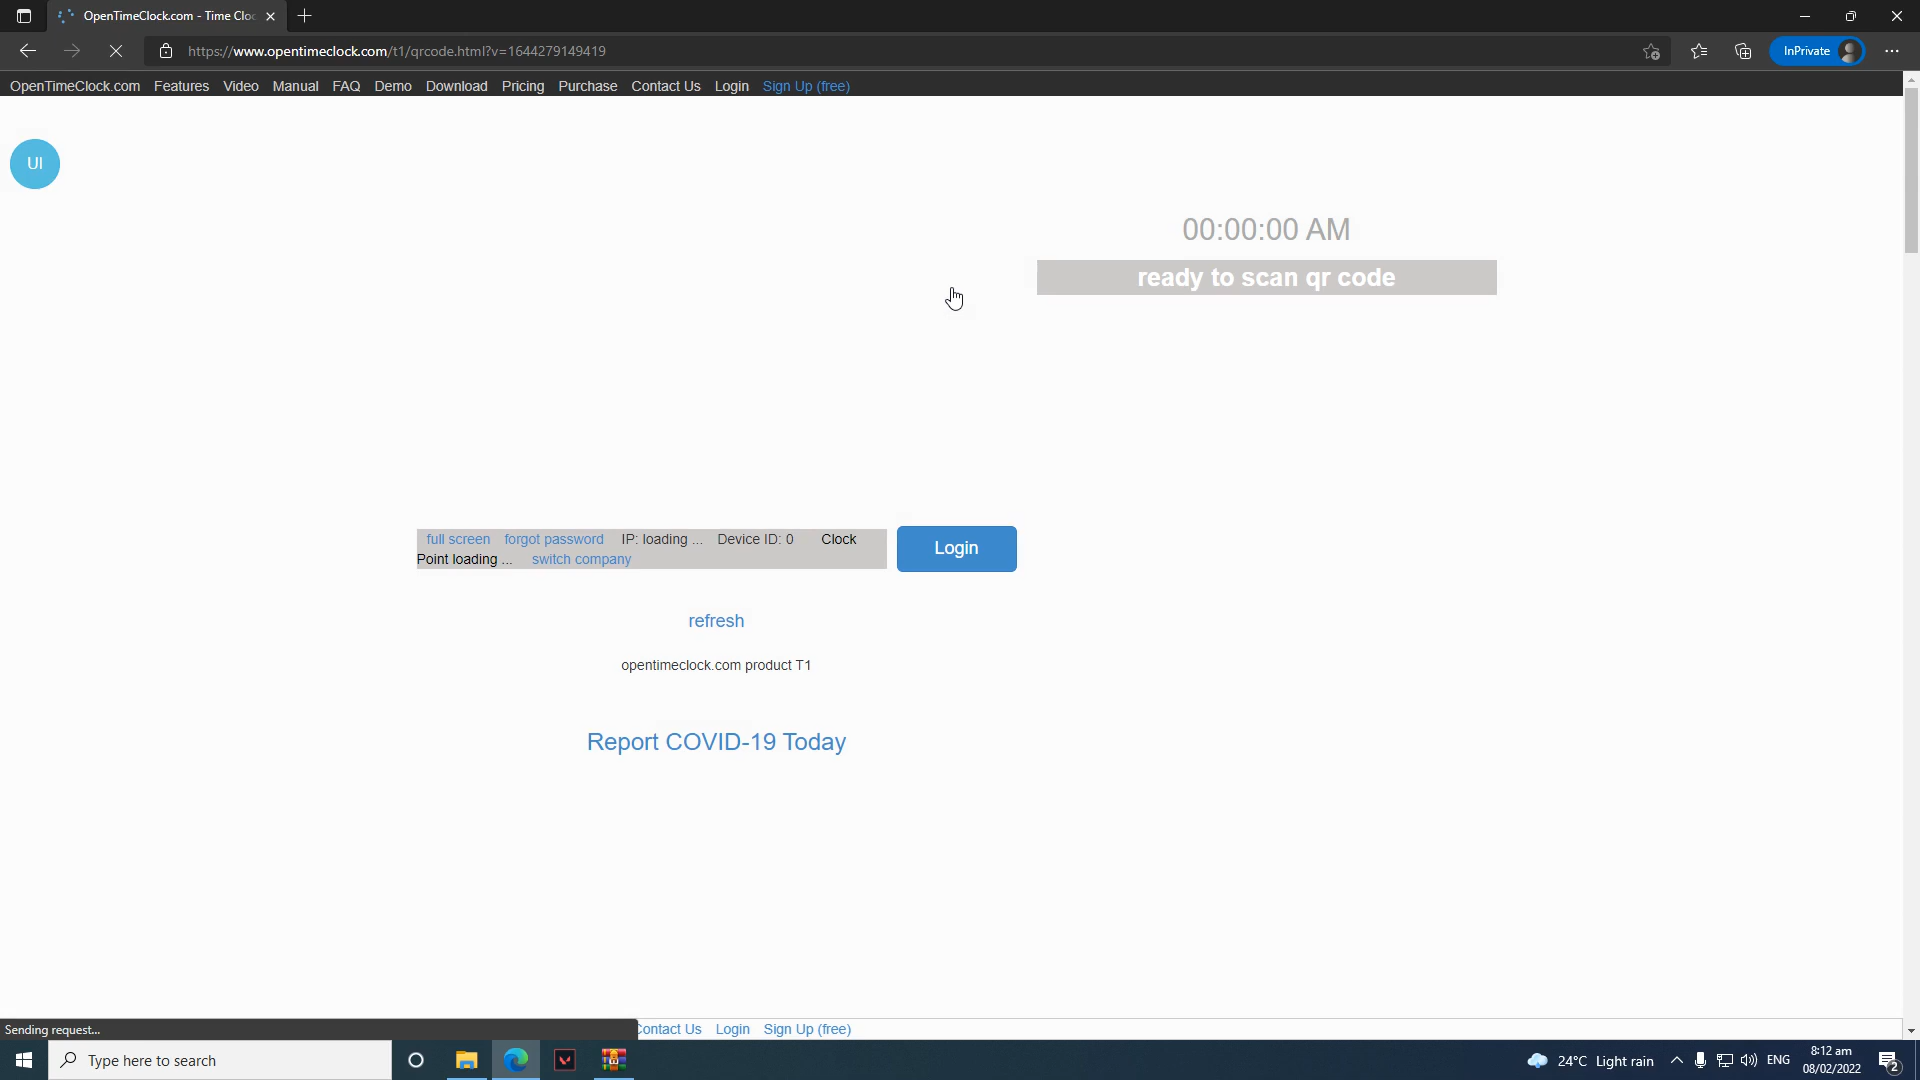 OpenTimeClock.com - Time Cloc
https://www.opentimeclock.com/t1/qrcode.html?v=1644279149419
InPrivate
OpenTimeClock.com Features Video Manual FAQ Demo Download Pricing Purchase Contact Us Login Sign Up (free)
UI
00:00:00 AM
ready to scan qr code
full screen forgot password IP: loading ... Device ID: 0 Clock
Point loading ... switch company
Login
refresh
opentimeclock.com product T1
Report COVID-19 Today
Sending request...
Contact Us Login Sign Up (free)
Type here to search
24°C Light rain
ENG
8:12 am
08/02/2022
2